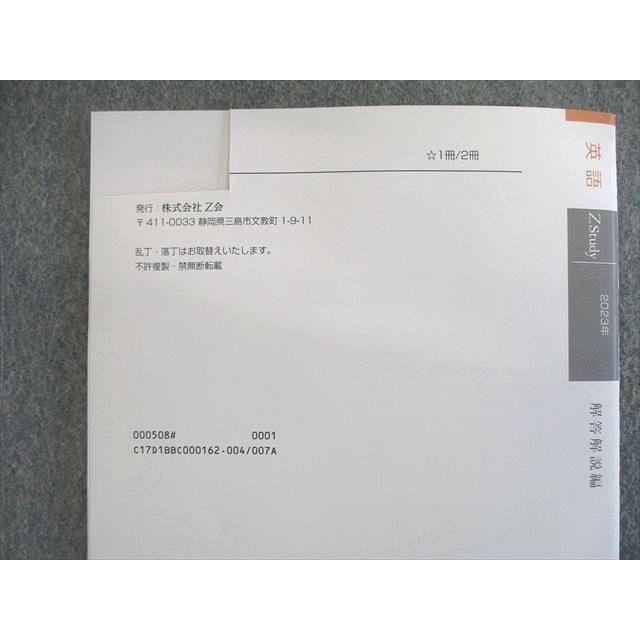 ☆1冊/2冊
発行：株式会社 Z会
〒411-0033 静岡県三島市文教町 1-9-11
乱丁・落丁はお取替えいたします。
不許複製・禁無断転載
000508# 0001
C17D1BBC000162-004/007A
英語
Z Study
2023年
解答解説編